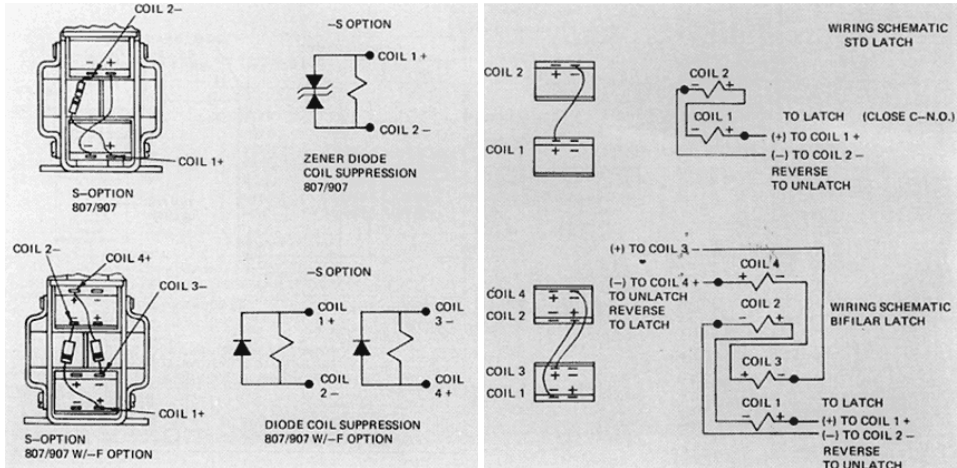 COIL 2–
+
–
–
+
COIL 1+
S–OPTION
807/907
–S OPTION
COIL 1 +
COIL 2 –
ZENER DIODE
COIL SUPPRESSION
807/907
COIL 2–
COIL 4+
COIL 3–
COIL 1+
S–OPTION
807/907 W/–F OPTION
–S OPTION
COIL
1+
COIL
2–
COIL
3 –
COIL
4+
DIODE COIL SUPPRESSION
807/907 W/–F OPTION
WIRING SCHEMATIC
STD LATCH
COIL 2
+ –
COIL 1
+ –
COIL 2
– +
COIL 1
– +
TO LATCH (CLOSE C–N.O.)
(+) TO COIL 1 +
(–) TO COIL 2 –
REVERSE
TO UNLATCH
(+) TO COIL 3 –
(–) TO COIL 4 +
TO UNLATCH
REVERSE
TO LATCH
COIL 4
COIL 2
COIL 3
COIL 1
COIL 4
+ –
COIL 2
– +
COIL 3
+ –
COIL 1
– +
WIRING SCHEMATIC
BIFILAR LATCH
TO LATCH
(+) TO COIL 1 +
(–) TO COIL 2 –
REVERSE
TO UNLATCH